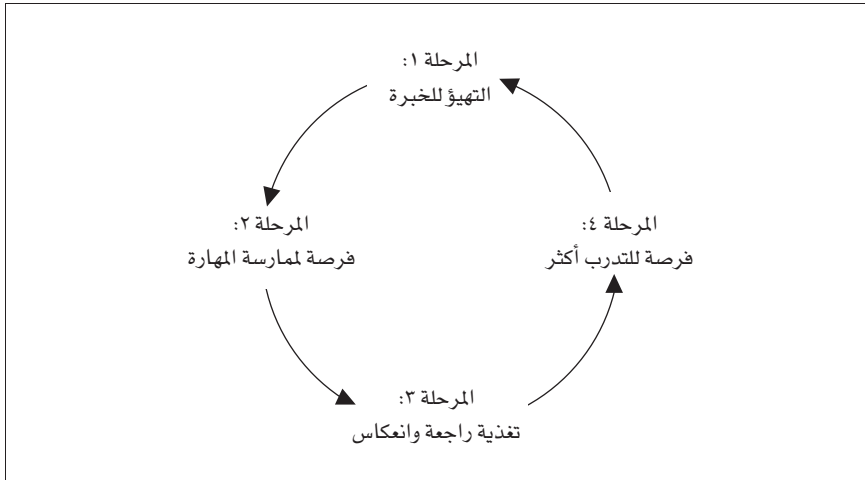 المرحلة ١:
التهيؤ للخبرة
المرحلة ٢:
فرصة لممارسة المهارة
المرحلة ٣:
تغذية راجعة وانعكاس
المرحلة ٤:
فرصة للتدرب أكثر